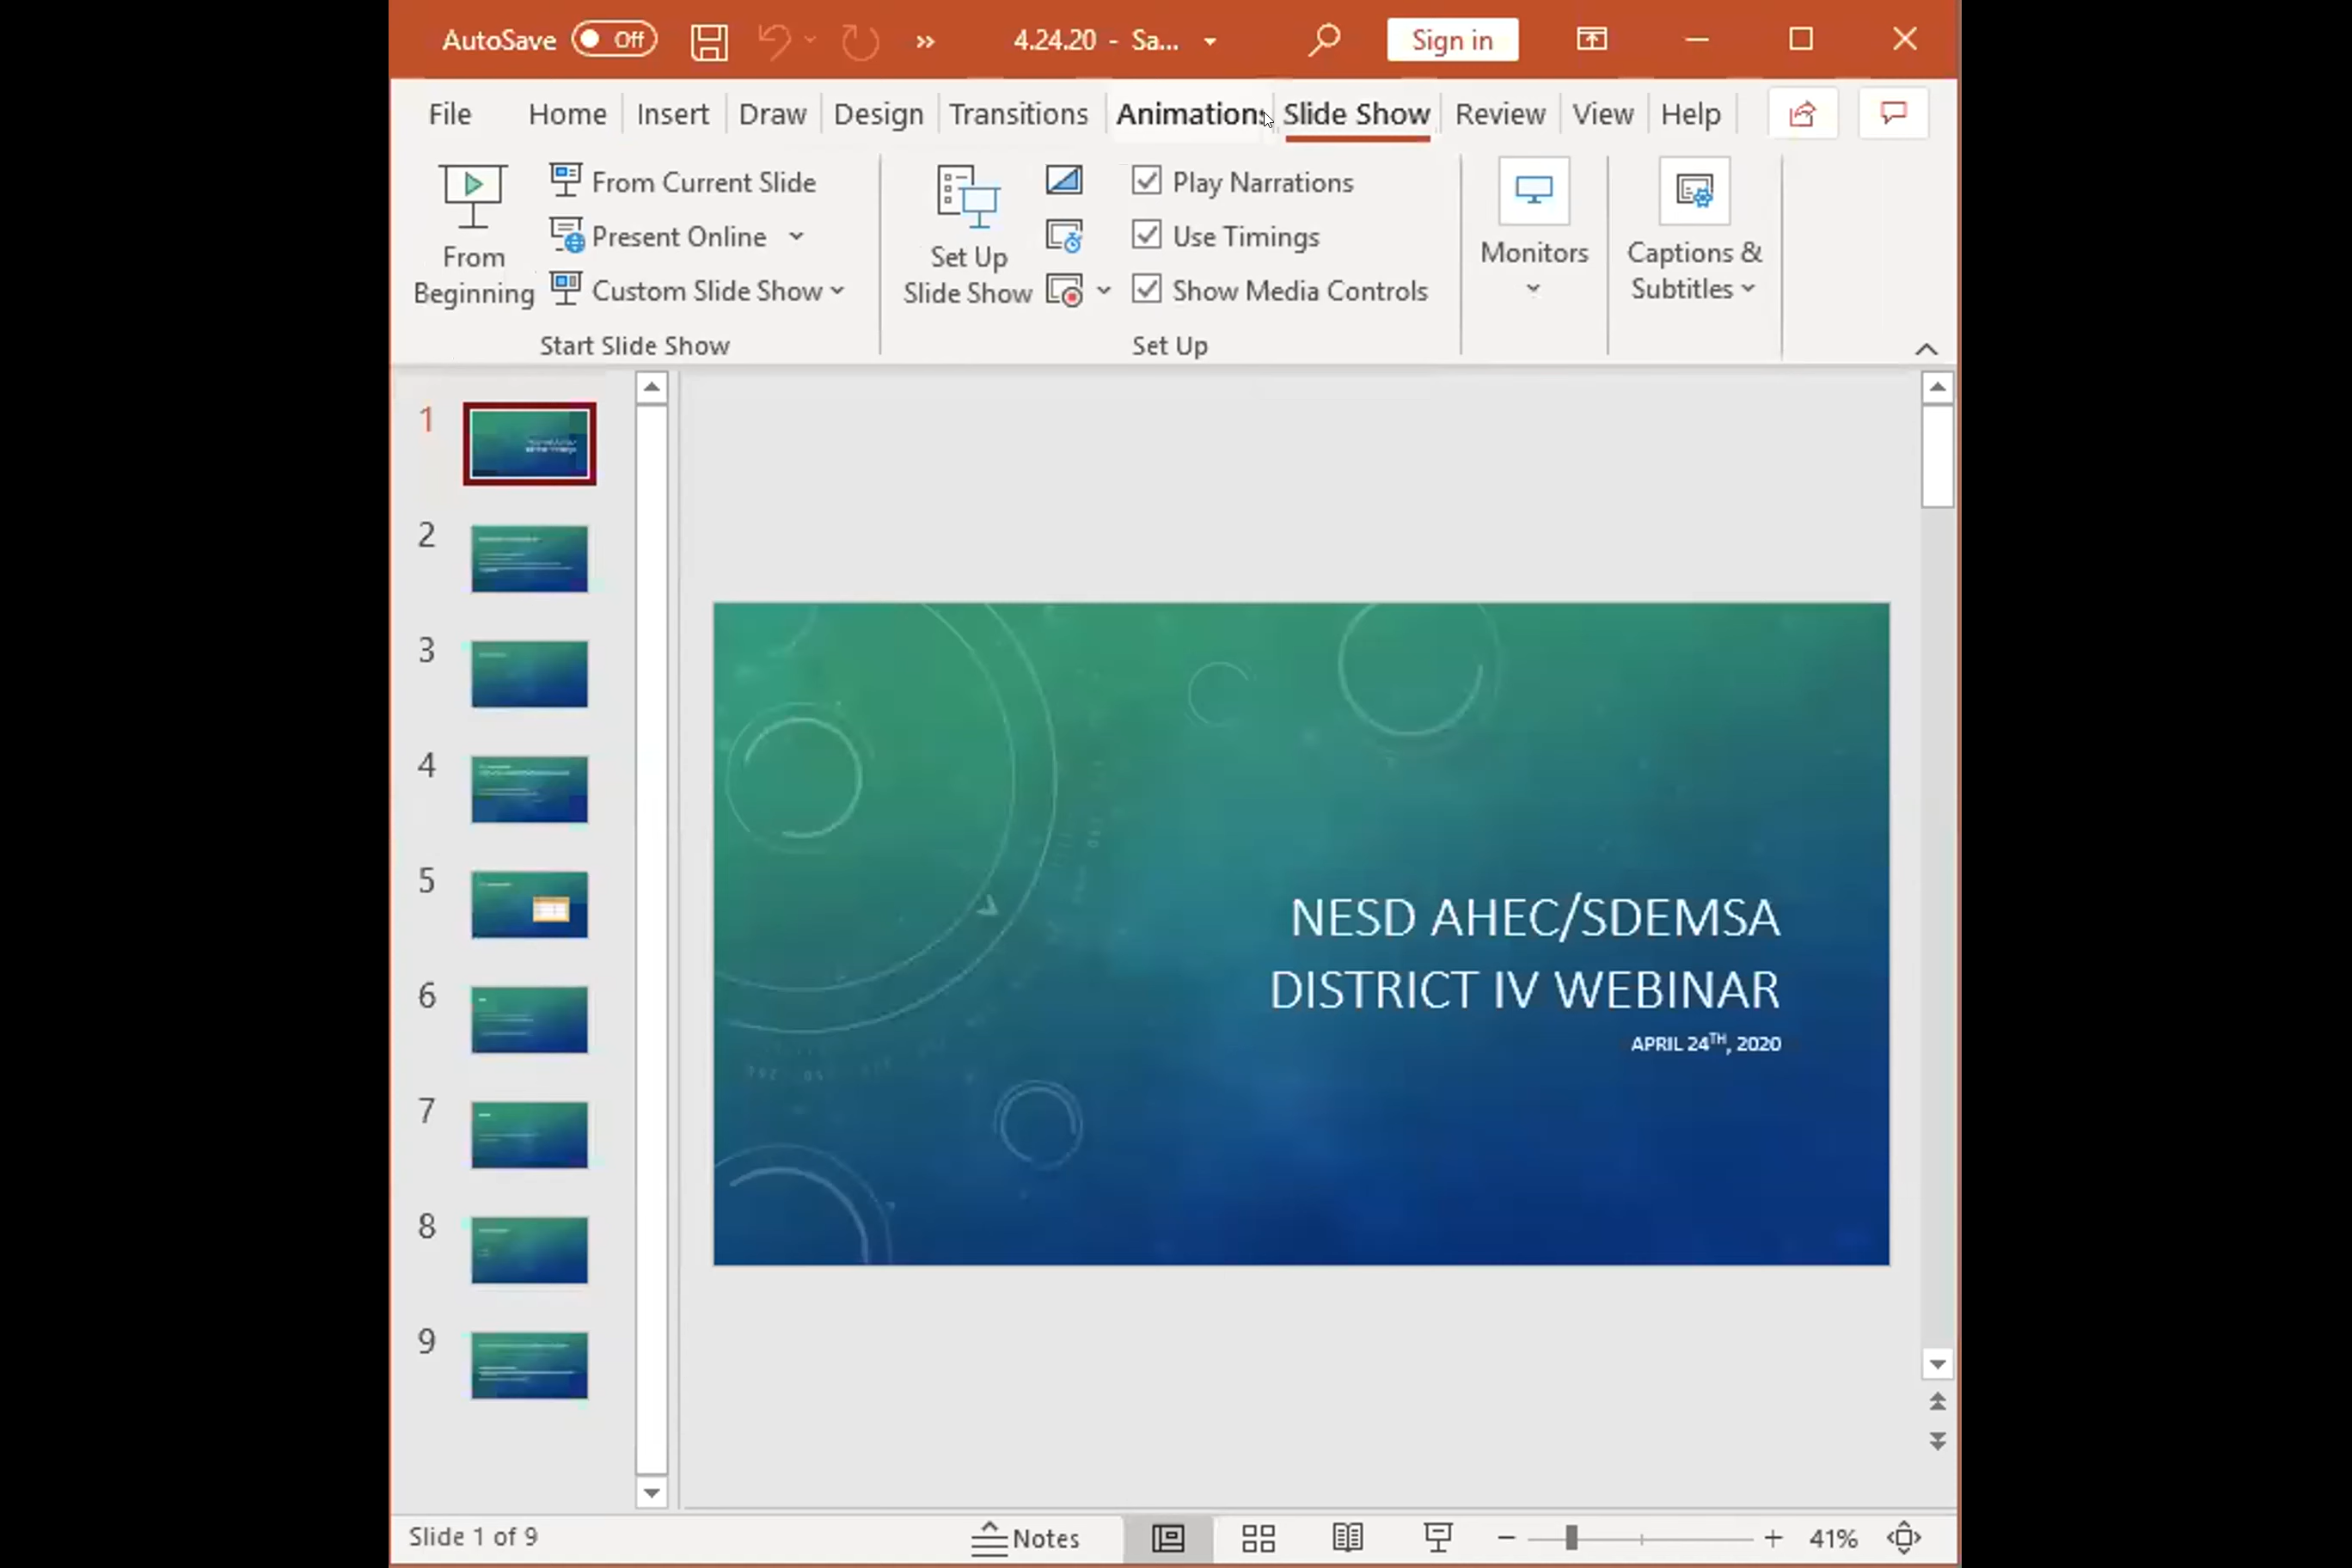 AutoSave Off 4.24.20 - Sa... Sign in
File Home Insert Draw Design Transitions Animations Slide Show Review View Help
From Beginning
From Current Slide
Present Online
Custom Slide Show
Start Slide Show
Set Up Slide Show
Play Narrations
Use Timings
Show Media Controls
Set Up
Monitors
Captions &
Subtitles
1
2
3
4
5
6
7
8
9
NESD AHEC/SDEMSA
DISTRICT IV WEBINAR
APRIL 24TH, 2020
Slide 1 of 9 Notes 41%